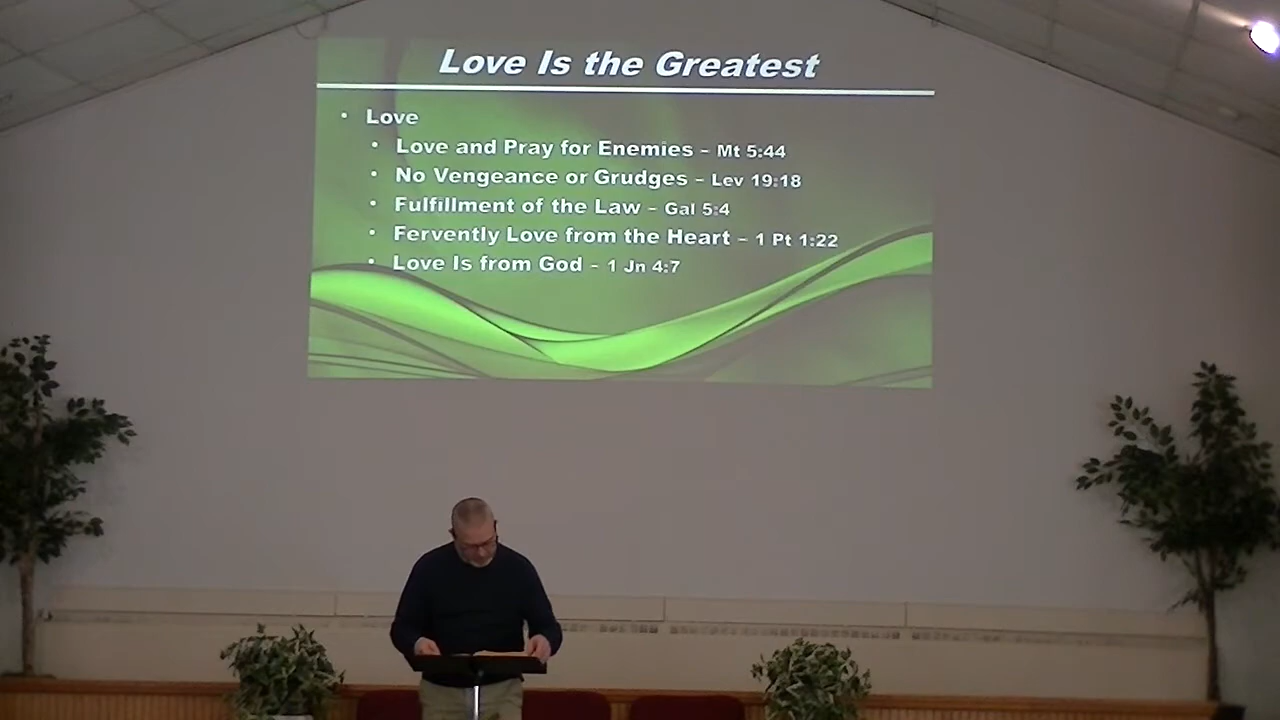 Love Is the Greatest
• Love
• Love and Pray for Enemies – Mt 5:44
• No Vengeance or Grudges – Lev 19:18
• Fulfillment of the Law – Gal 5:4
• Fervently Love from the Heart – 1 Pt 1:22
• Love Is from God – 1 Jn 4:7